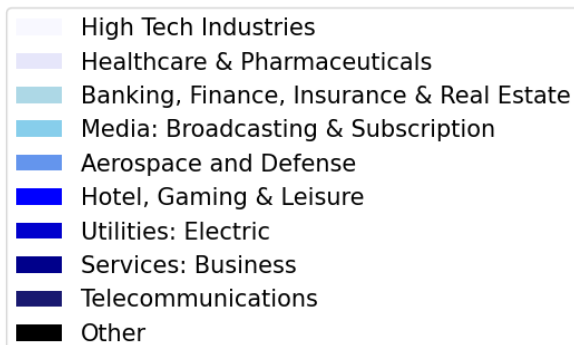 High Tech Industries
Healthcare & Pharmaceuticals
Banking, Finance, Insurance & Real Estate
Media: Broadcasting & Subscription
Aerospace and Defense
Hotel, Gaming & Leisure
Utilities: Electric
Services: Business
Telecommunications
Other